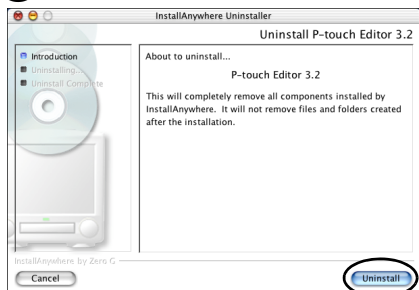 InstallAnywhere Uninstaller
Uninstall P-touch Editor 3.2
Introduction
Uninstalling...
Uninstall Complete
About to uninstall...
P-touch Editor 3.2
This will completely remove all components installed by
InstallAnywhere. It will not remove files and folders created
after the installation.
InstallAnywhere by Zero G
Cancel
Uninstall